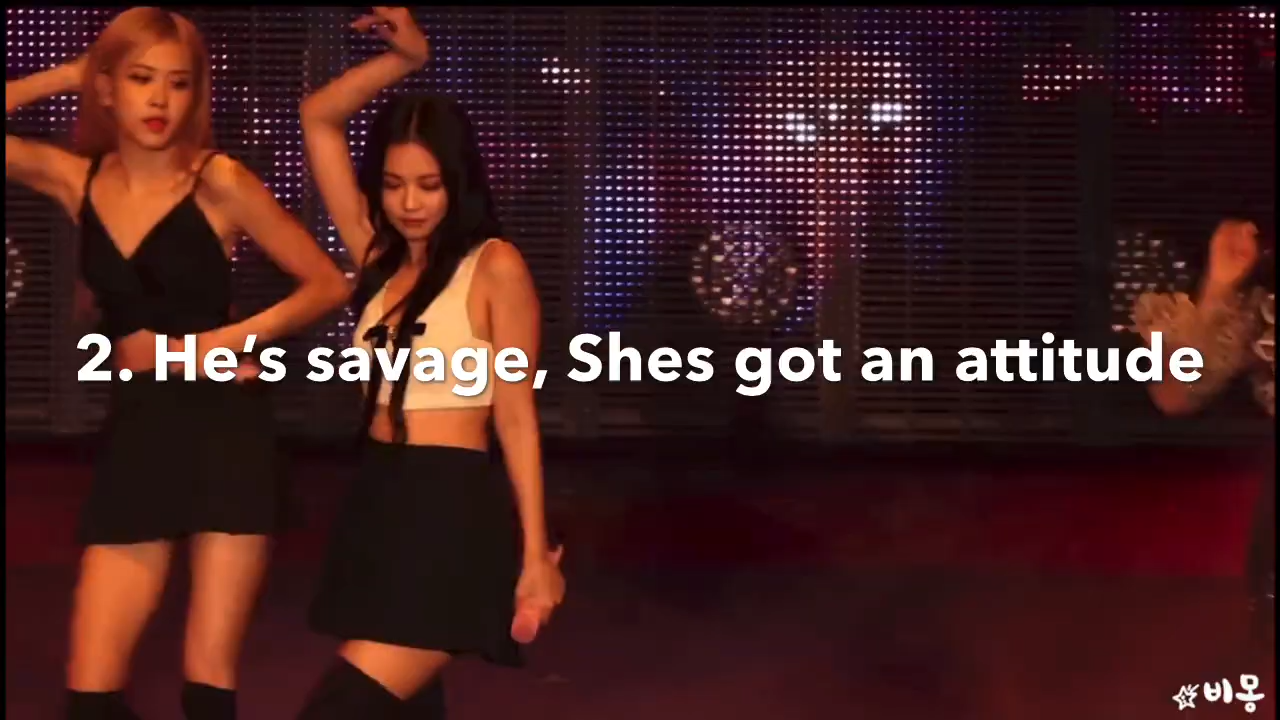 2. He’s savage, Shes got an attitude
☆비몽